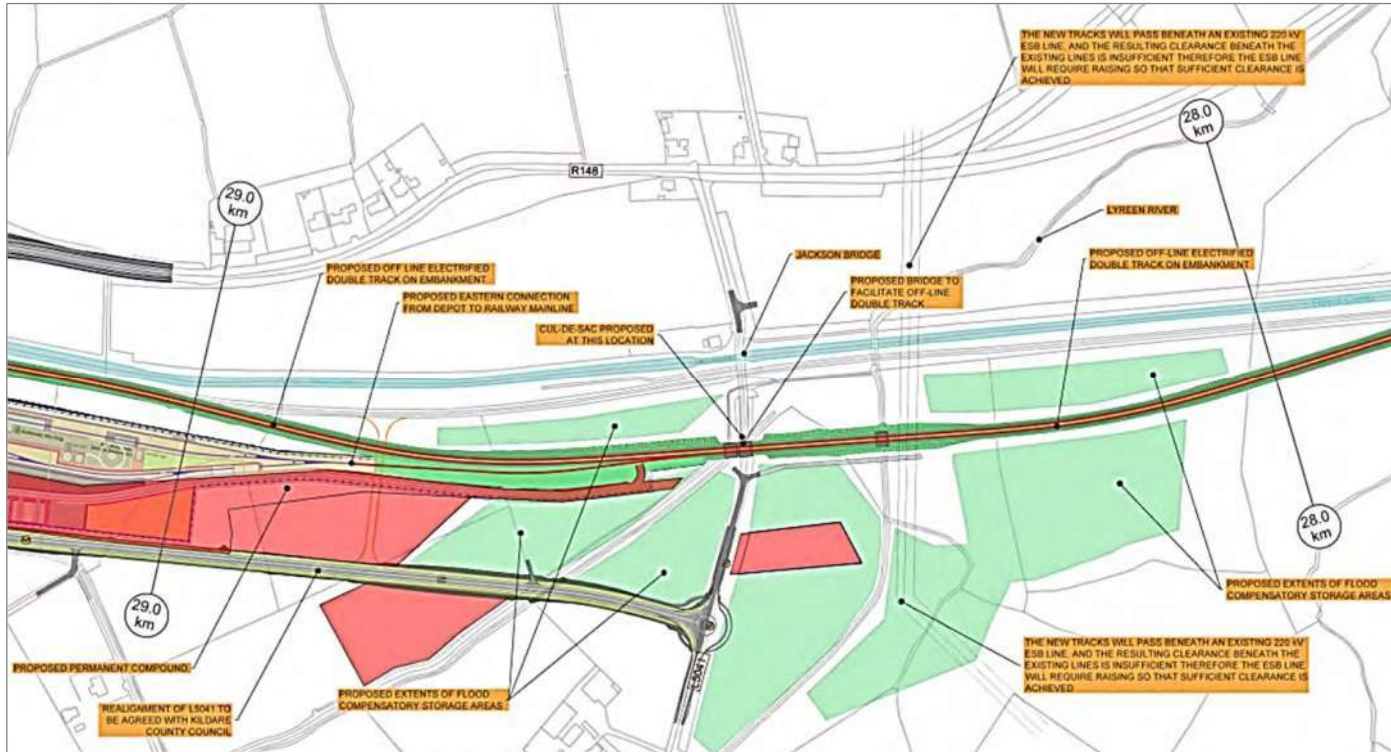 THE NEW TRACKS WILL PASS BENEATH AN EXISTING 220 kV
ESB LINE, AND THE RESULTING CLEARANCE BENEATH THE
EXISTING LINES IS INSUFFICIENT THEREFORE THE ESB LINE
WILL REQUIRE RAISING SO THAT SUFFICIENT CLEARANCE IS
ACHIEVED
28.0
km
R148
29.0
km
LYREEN RIVER
JACKSON BRIDGE
PROPOSED OFF-LINE ELECTRIFIED
DOUBLE TRACK ON EMBANKMENT.
PROPOSED OFF LINE ELECTRIFIED
DOUBLE TRACK ON EMBANKMENT.
PROPOSED BRIDGE TO
FACILITATE OFF-LINE
DOUBLE TRACK
PROPOSED EASTERN CONNECTION
FROM DEPOT TO RAILWAY MAINLINE
CUL-DE-SAC PROPOSED
AT THIS LOCATION
28.0
km
29.0
km
PROPOSED EXTENTS OF FLOOD
COMPENSATORY STORAGE AREAS
THE NEW TRACKS WILL PASS BENEATH AN EXISTING 220 kV
ESB LINE, AND THE RESULTING CLEARANCE BENEATH THE
EXISTING LINES IS INSUFFICIENT THEREFORE THE ESB LINE
WILL REQUIRE RAISING SO THAT SUFFICIENT CLEARANCE IS
ACHIEVED
PROPOSED PERMANENT COMPOUND
L5041
PROPOSED EXTENTS OF FLOOD
COMPENSATORY STORAGE AREAS
REALIGNMENT OF L5041 TO
BE AGREED WITH KILDARE
COUNTY COUNCIL